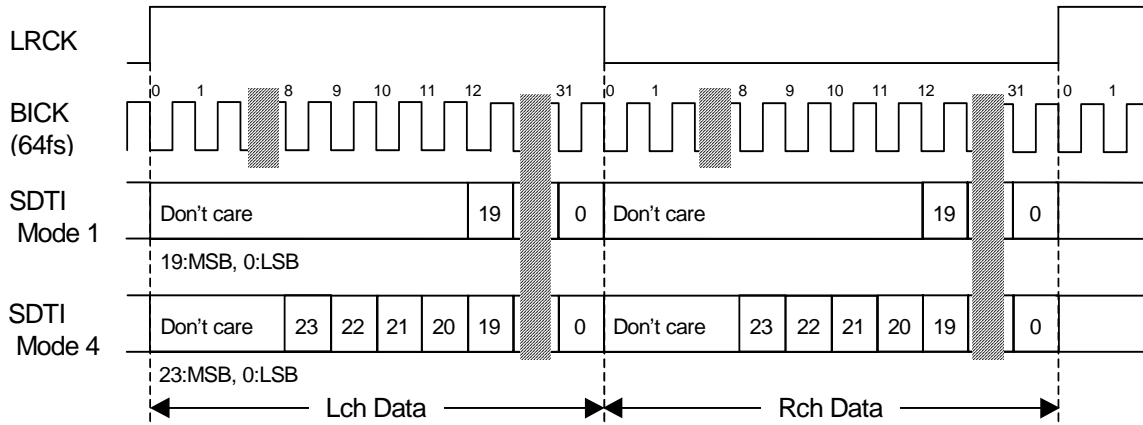 LRCK
0 1 8 9 10 11 12 31 0 1 8 9 10 11 12 31 0 1
BICK
(64fs)
SDTI
Mode 1
Don't care 19 0 Don't care 19 0
19:MSB, 0:LSB
SDTI
Mode 4
Don't care 23 22 21 20 19 0 Don't care 23 22 21 20 19 0
23:MSB, 0:LSB
Lch Data Rch Data